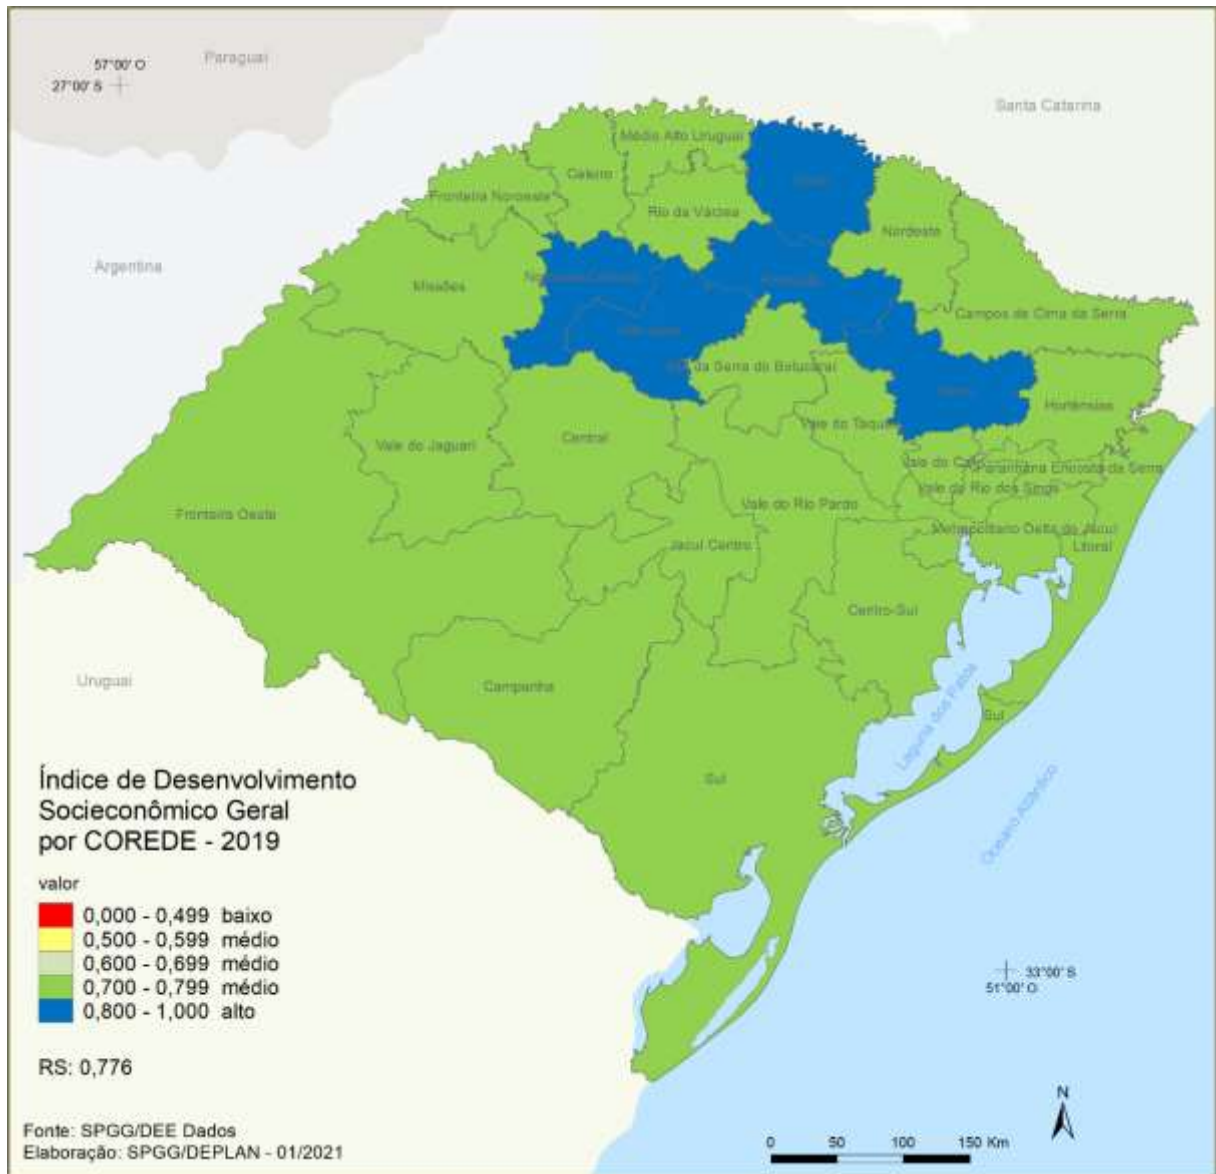 Paraguai
57°00' O
27°00' S
Santa Catarina
Médio Alto Uruguai
Celeiro
Fronteira Noroeste
Rio da Várzea
Nordeste
Argentina
Missões
Campos de Cima da Serra
da Serra do Botucaraí
Hortênsias
Vale do Taqua
Central
Vale do Jaguari
Vale do Caí
Paranhana Encosta da Serra
Vale do Rio dos Sinos
Vale do Rio Pardo
Fronteira Oeste
Metropolitano Delta do Jacuí
Jacuí Centro
Litoral
Centro-Sul
Uruguai
Campanha
Laguna dos Patos
Sul
Sul
Oceano Atlântico
Índice de Desenvolvimento
Socieconômico Geral
por COREDE - 2019
valor
0,000 - 0,499 baixo
0,500 - 0,599 médio
0,600 - 0,699 médio
0,700 - 0,799 médio
0,800 - 1,000 alto
33°00' S
51°00' O
RS: 0,776
N
Fonte: SPGG/DEE Dados
Elaboração: SPGG/DEPLAN - 01/2021
0 50 100 150 Km